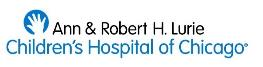 Ann & Robert H. Lurie
Children's Hospital of Chicago®